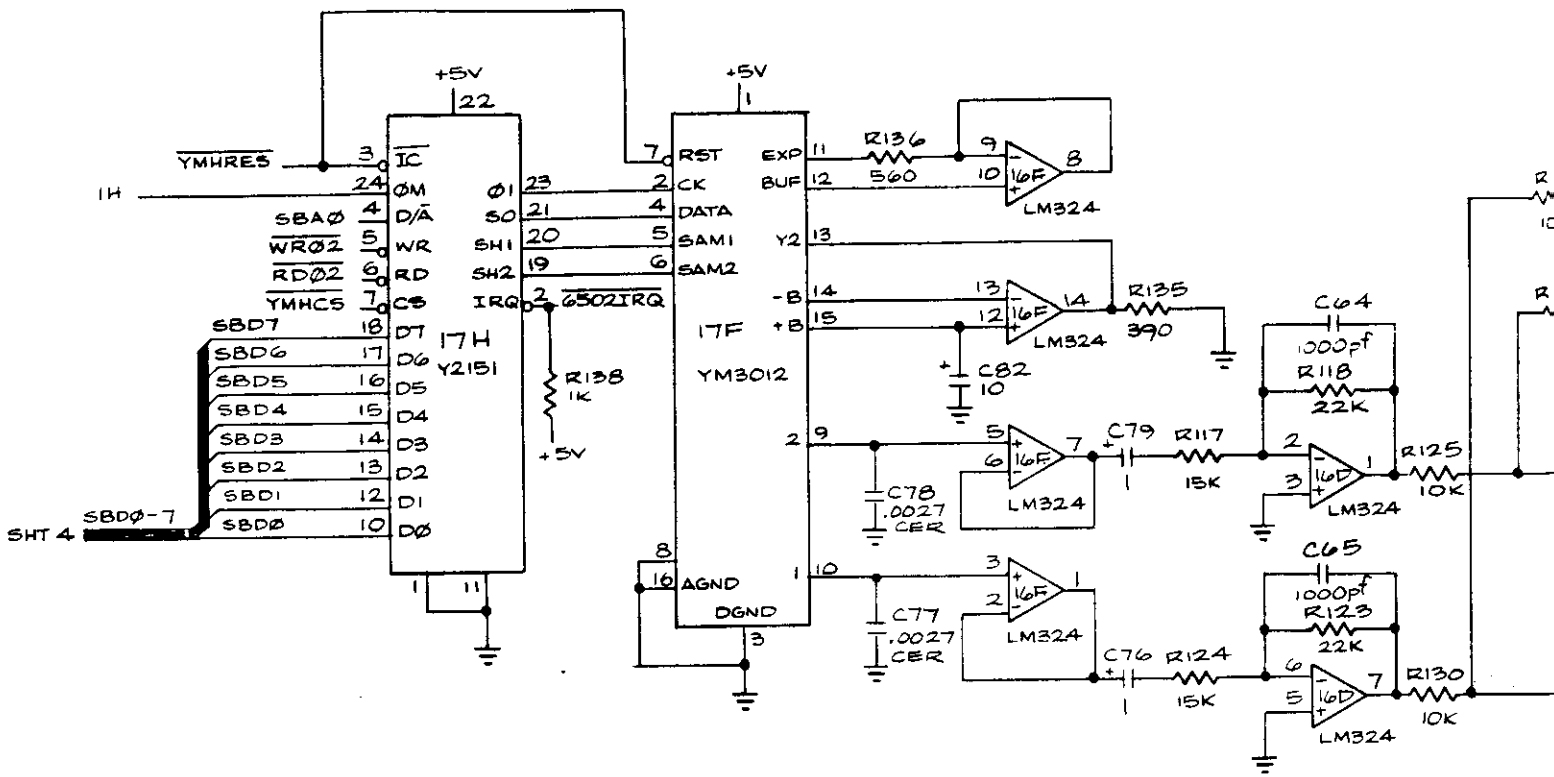 +5V
22
Y̅M̅H̅R̅E̅S̅
3
I̅C̅
1H
24
ØM
Ø1
23
SBAØ
4
D/A̅
SO
21
W̅R̅Ø̅2̅
5
WR
SH1
20
R̅D̅Ø̅2̅
6
RD
SH2
19
Y̅M̅H̅C̅S̅
7
CS
IRQ
2
6̅5̅0̅2̅I̅R̅Q̅
SBD7
18
D7
SBD6
17
D6
SBD5
16
D5
SBD4
15
D4
SBD3
14
D3
SBD2
13
D2
SBD1
12
D1
SBDØ
10
DØ
SHT 4
SBDØ-7
17H
Y2151
1
11
R138
1K
+5V
+5V
1
7
RST
2
CK
4
DATA
5
SAM1
6
SAM2
EXP
11
BUF
12
Y2
13
-B
14
+B
15
17F
YM3012
2
9
1
10
8
16
AGND
DGND
3
R136
560
9
-
10
+
16F
8
LM324
13
-
12
+
16F
14
LM324
R135
390
+
C82
10
5
+
6
-
16F
7
LM324
C78
.0027
CER
C79
+
1
R117
15K
C64
1000pf
R118
22K
2
-
3
+
16D
1
LM324
R125
10K
3
+
2
-
16F
1
LM324
C77
.0027
CER
C76
+
1
R124
15K
C65
1000pf
R123
22K
6
-
5
+
16D
7
LM324
R130
10K
R
R